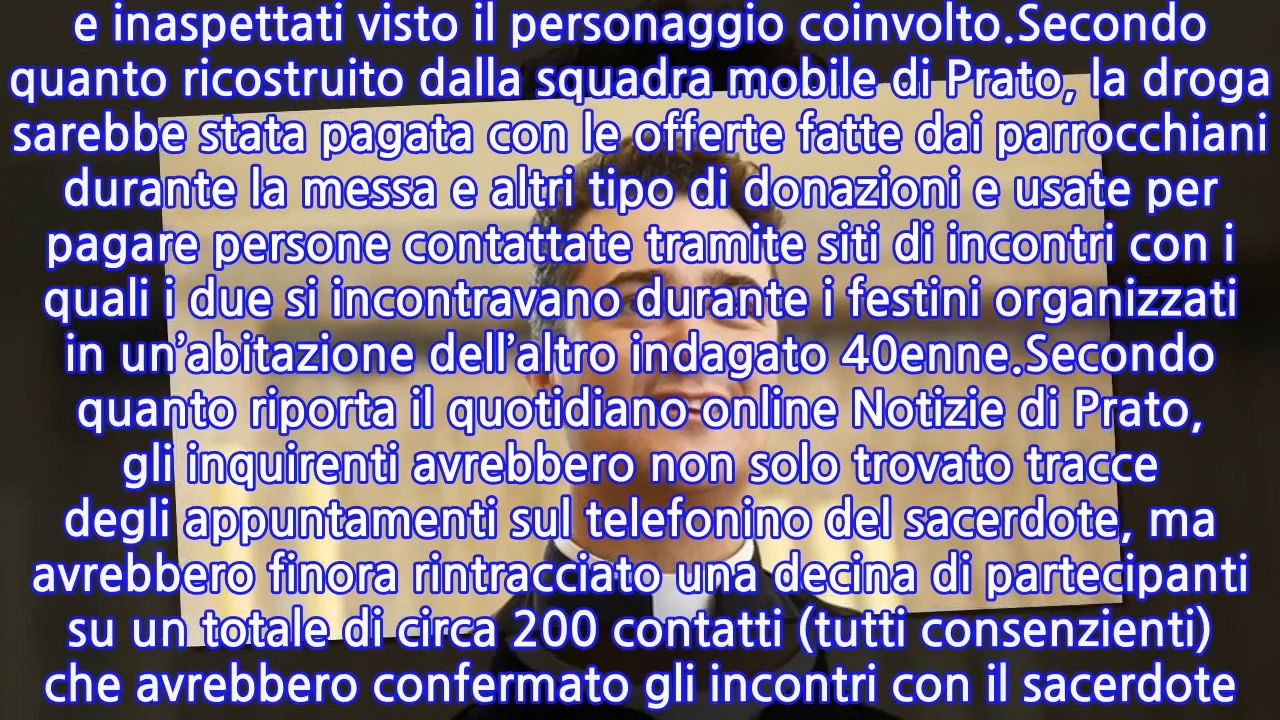 e inaspettati visto il personaggio coinvolto.Secondo
quanto ricostruito dalla squadra mobile di Prato, la droga
sarebbe stata pagata con le offerte fatte dai parrocchiani
durante la messa e altri tipo di donazioni e usate per
pagare persone contattate tramite siti di incontri con i
quali i due si incontravano durante i festini organizzati
in un’abitazione dell’altro indagato 40enne.Secondo
quanto riporta il quotidiano online Notizie di Prato,
gli inquirenti avrebbero non solo trovato tracce
degli appuntamenti sul telefonino del sacerdote, ma
avrebbero finora rintracciato una decina di partecipanti
su un totale di circa 200 contatti (tutti consenzienti)
che avrebbero confermato gli incontri con il sacerdote